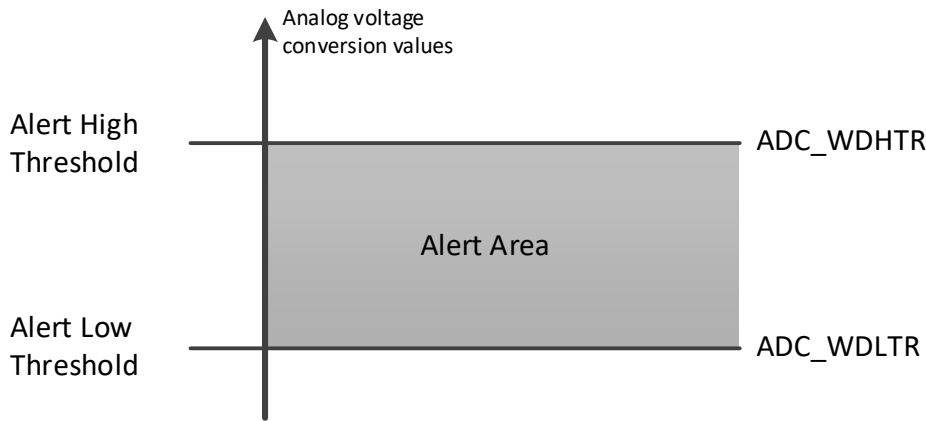 Analog voltage
conversion values
Alert High
Threshold
ADC_WDHTR
Alert Area
Alert Low
Threshold
ADC_WDLTR